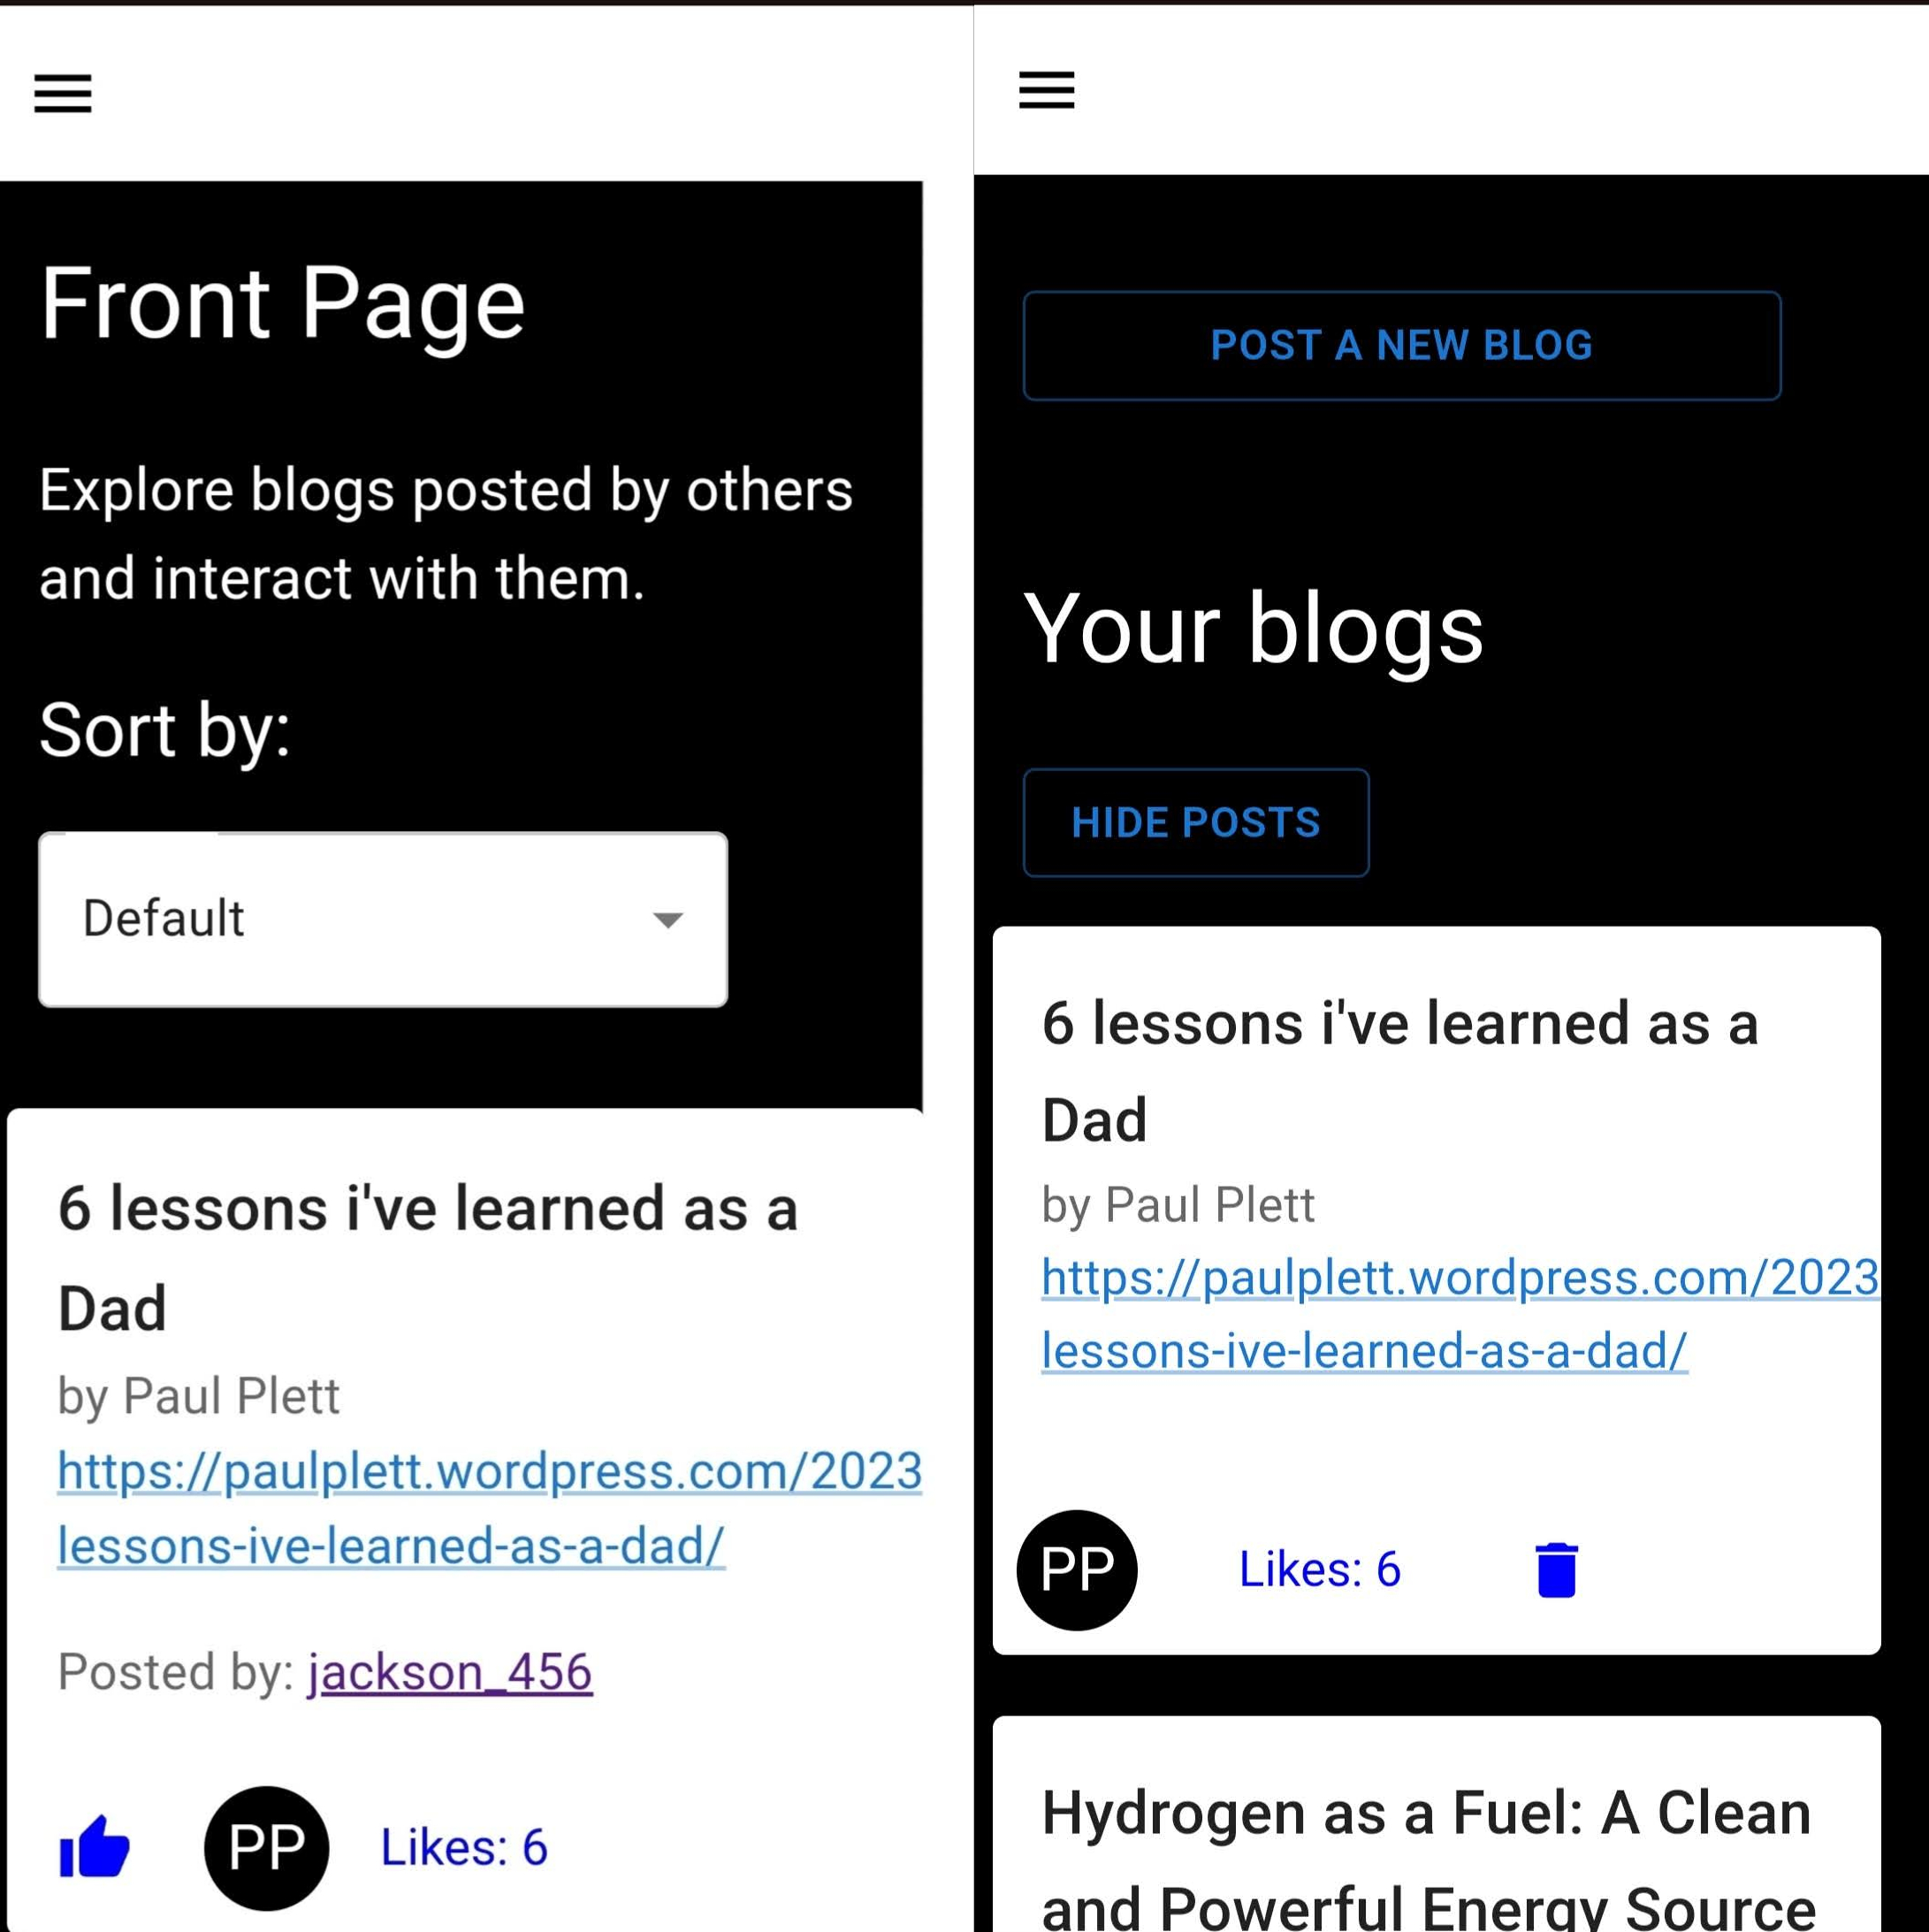 Front Page
Explore blogs posted by others
and interact with them.
Sort by:
Default
6 lessons i've learned as a
Dad
by Paul Plett
https://paulplett.wordpress.com/2023
lessons-ive-learned-as-a-dad/
Posted by: jackson_456
PP
Likes: 6
POST A NEW BLOG
Your blogs
HIDE POSTS
6 lessons i've learned as a
Dad
by Paul Plett
https://paulplett.wordpress.com/2023
lessons-ive-learned-as-a-dad/
PP
Likes: 6
Hydrogen as a Fuel: A Clean
and Powerful Energy Source